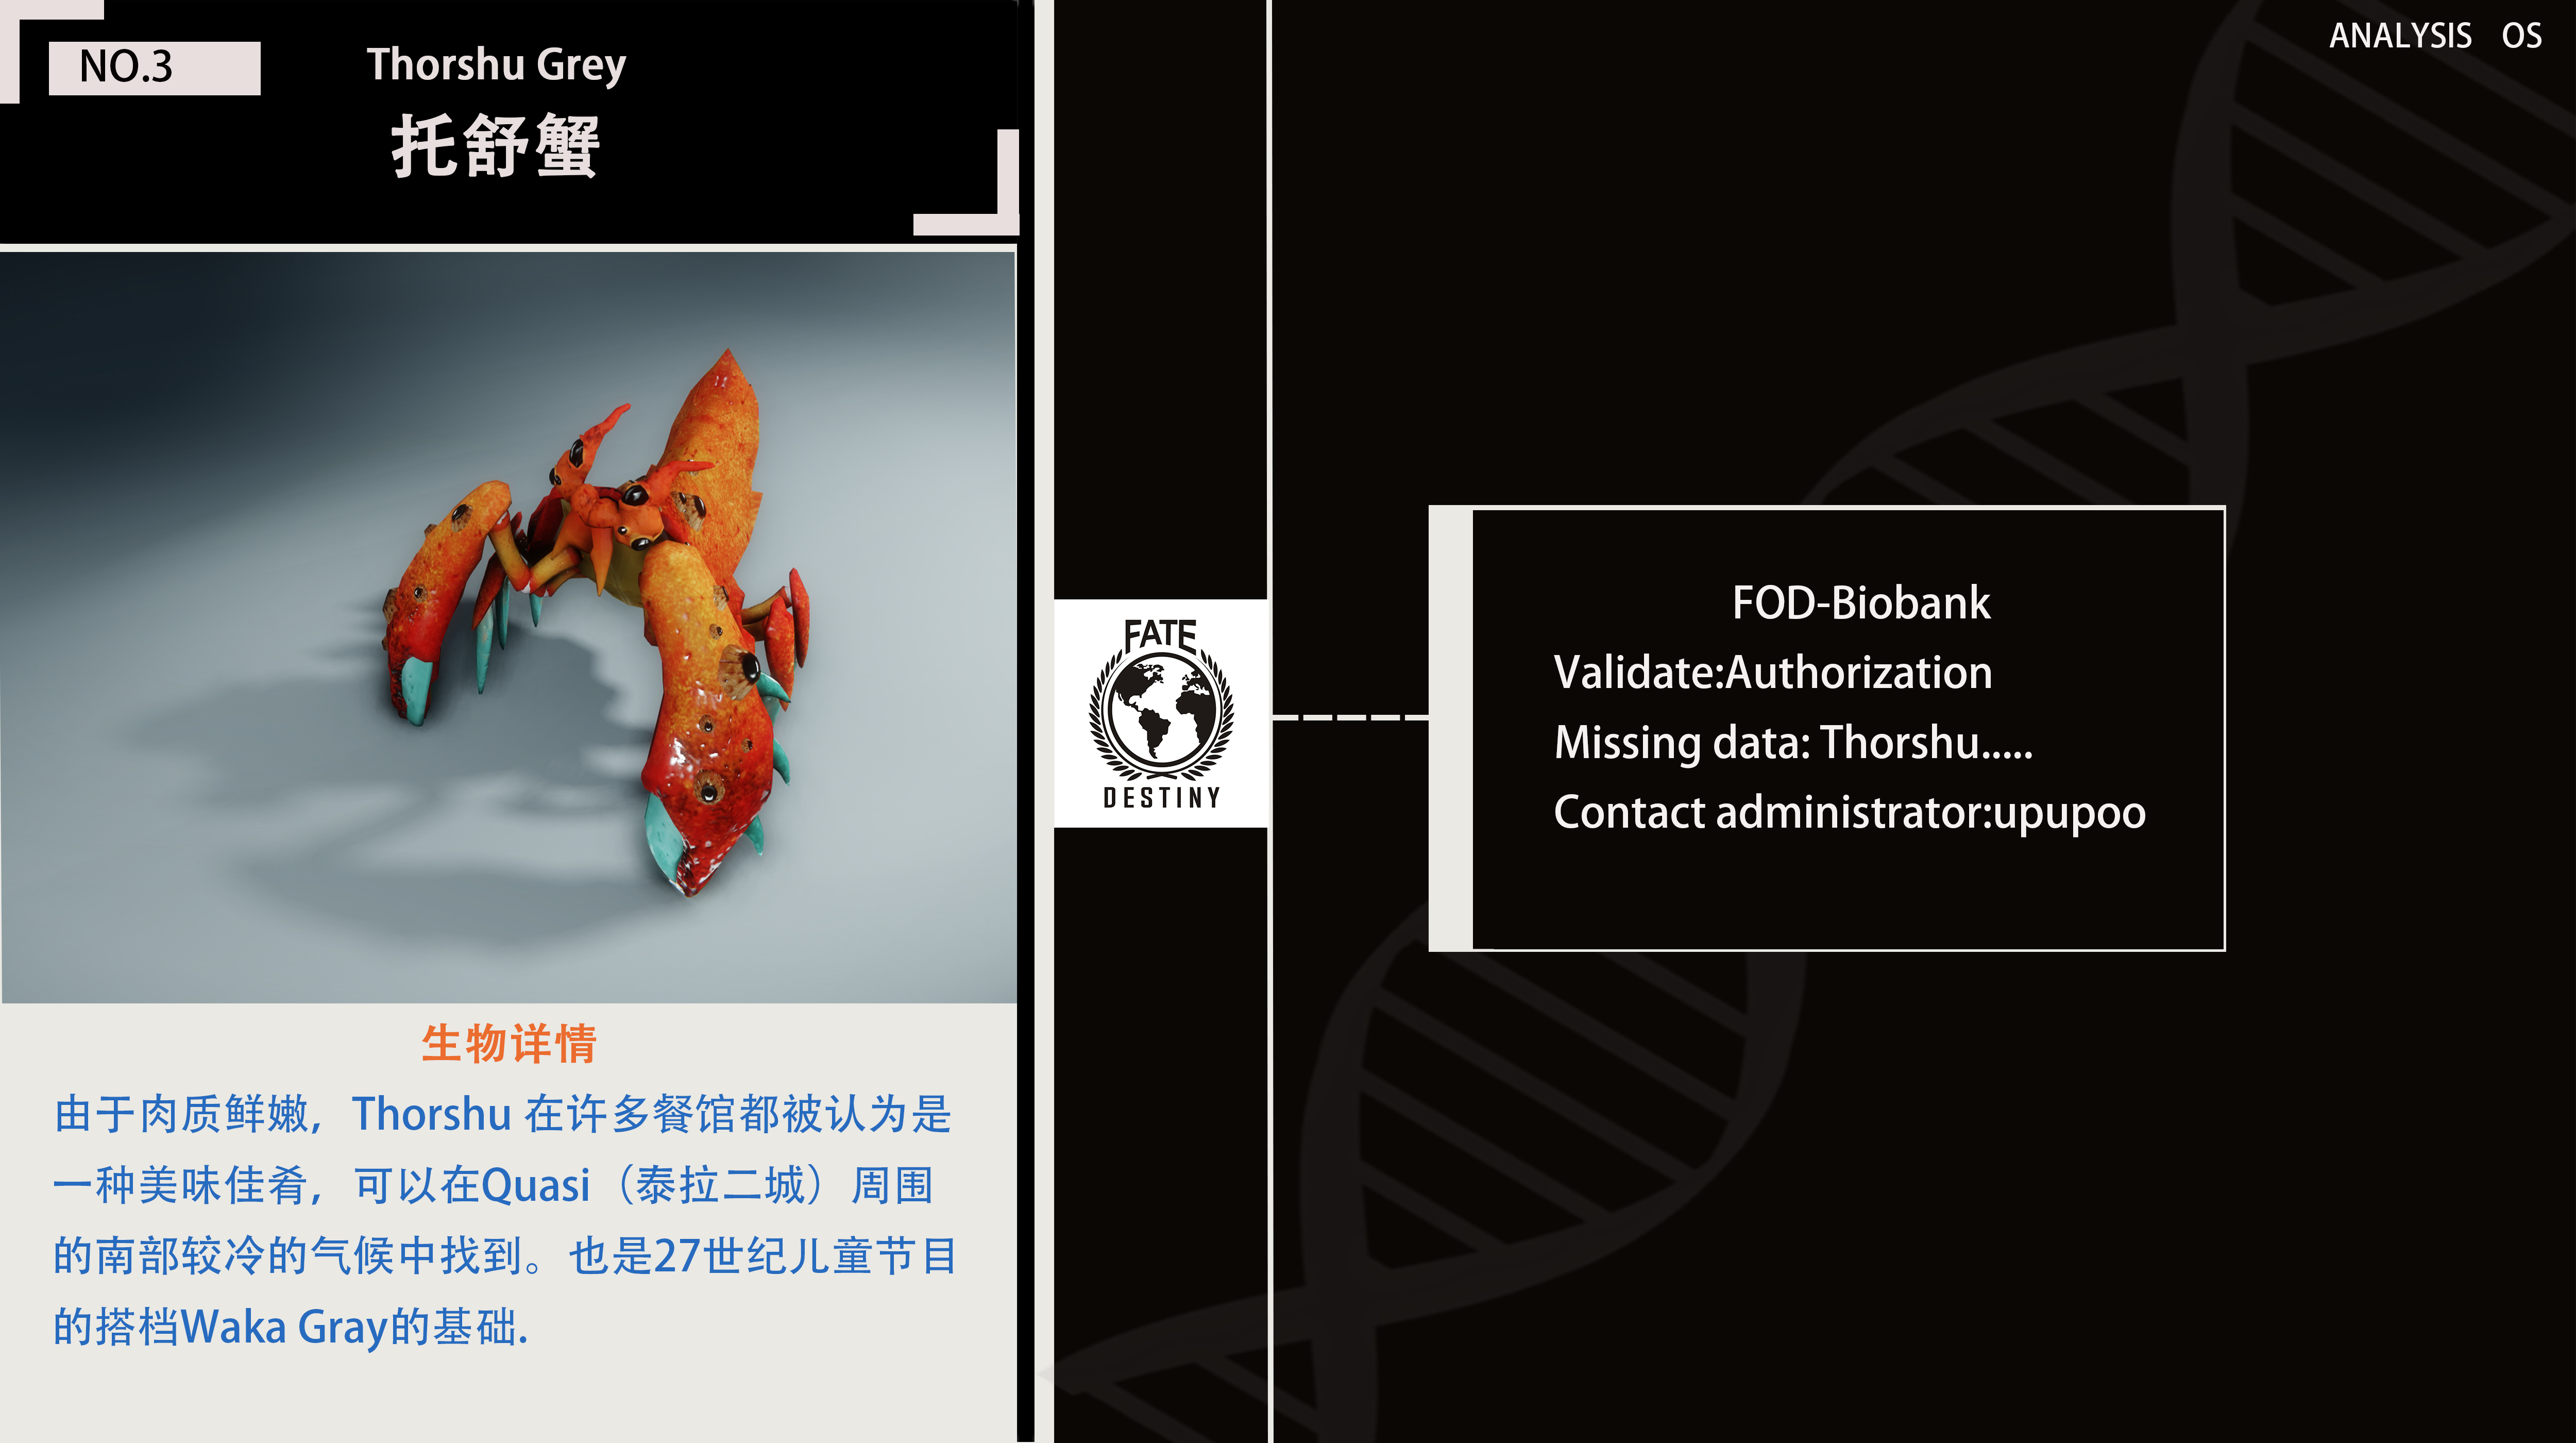 NO.3
Thorshu Grey
托舒蟹
生物详情
由于肉质鲜嫩，Thorshu 在许多餐馆都被认为是
一种美味佳肴，可以在Quasi（泰拉二城）周围
的南部较冷的气候中找到。也是27世纪儿童节目
的搭档Waka Gray的基础.
FATE
DESTINY
ANALYSIS OS
FOD-Biobank
Validate:Authorization
Missing data: Thorshu.....
Contact administrator:upupoo